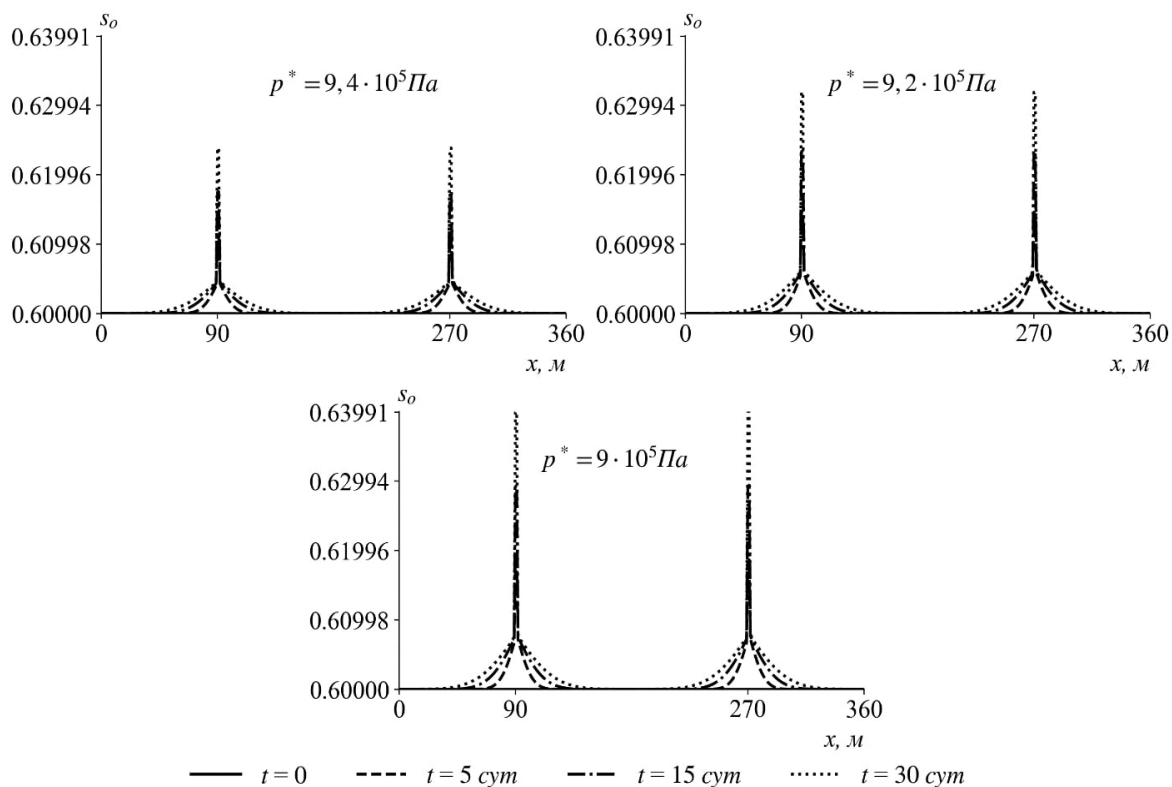 s_o
0.63991
0.62994
0.61996
0.60998
0.60000
p* = 9,4 · 10⁵Па
0 90 270 360
x, м
s_o
0.63991
0.62994
0.61996
0.60998
0.60000
p* = 9,2 · 10⁵Па
0 90 270 360
x, м
s_o
0.63991
0.62994
0.61996
0.60998
0.60000
p* = 9 · 10⁵Па
0 90 270 360
x, м
t = 0 t = 5 сут t = 15 сут t = 30 сут